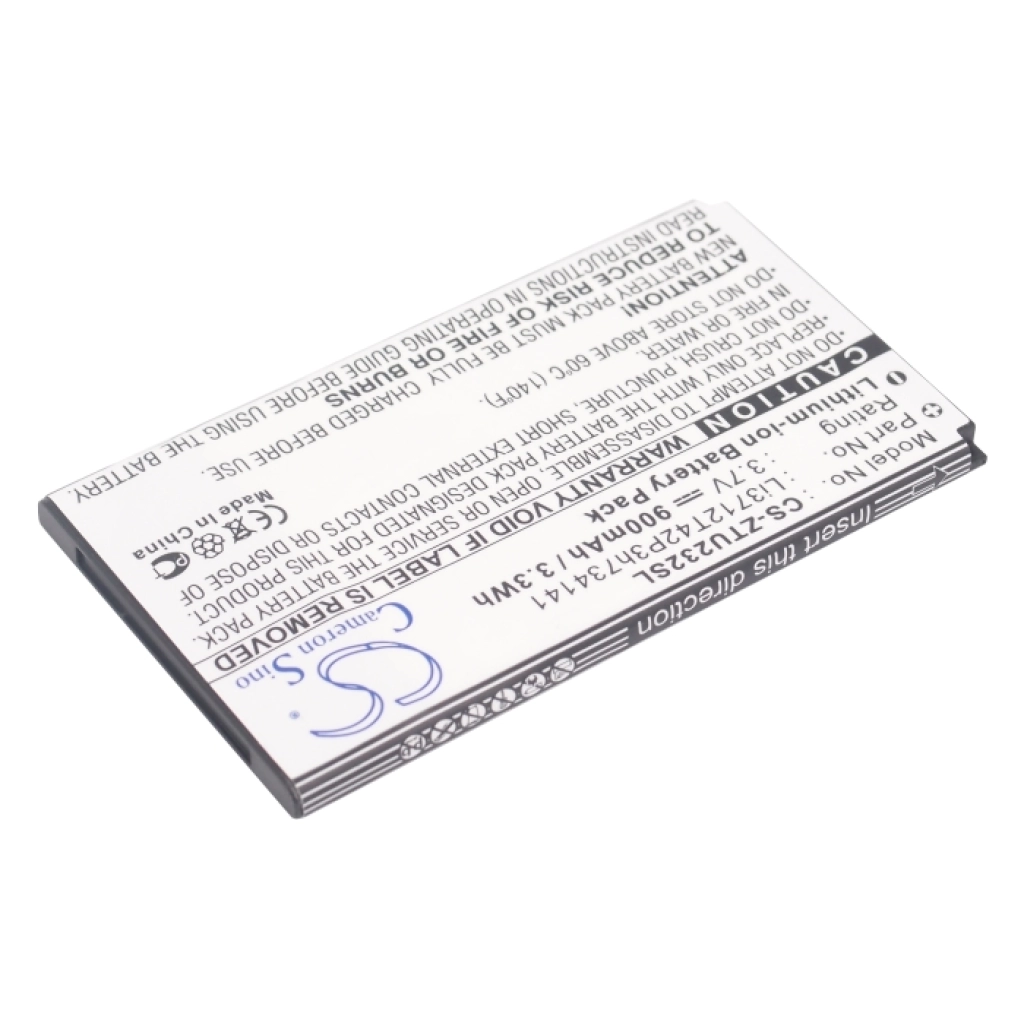 Cameron Sino
CS
®
Insert this direction
Model No. : CS-ZTU232SL
Part No. : Li3712T42P3h734141
Rating : 3.7V 900mAh / 3.3Wh
Lithium-ion Battery Pack
CAUTION WARRANTY VOID IF LABEL IS REMOVED
•DO NOT ATTEMPT TO DISASSEMBLE, OPEN OR SERVICE BATTERY PACK.
•REPLACE ONLY WITH THE BATTERY PACK DESIGNATED FOR THIS PRODUCT.
•DO NOT CRUSH, PUNCTURE, SHORT EXTERNAL CONTACTS OR DISPOSE
IN FIRE OR WATER.
•DO NOT STORE ABOVE 60°C (140°F).
ATTENTION!
NEW BATTERY PACK MUST BE FULLY CHARGED BEFORE USE.
TO REDUCE RISK OF FIRE OR BURNS
READ INSTRUCTIONS IN OPERATING GUIDE BEFORE USING THE BATTERY.
CE
Made in
China